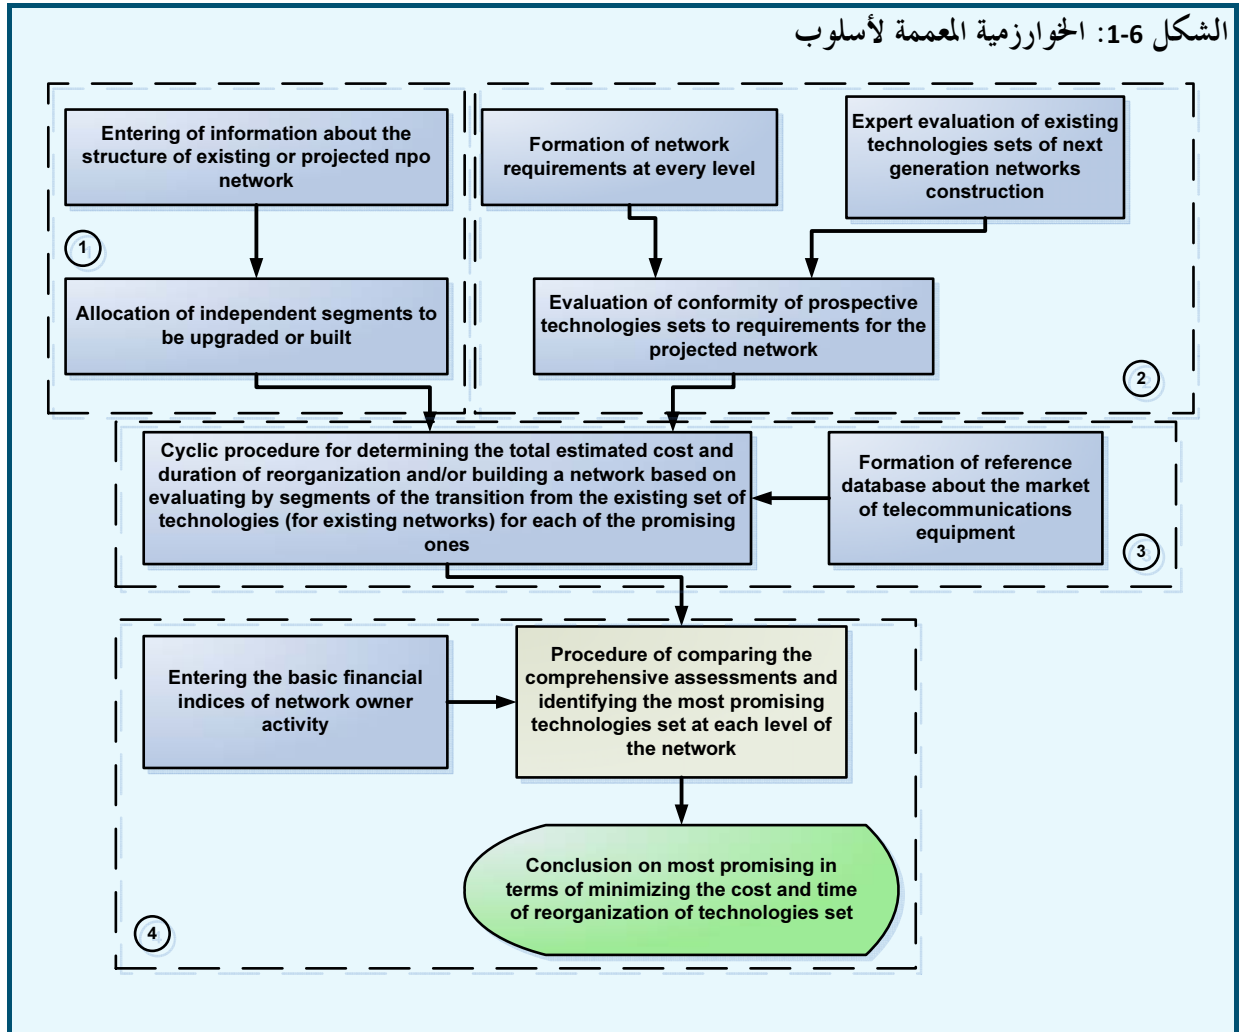 الشكل 6-1: الخوارزمية المعممة لأسلوب
Entering of information about the
structure of existing or projected про
network
Formation of network
requirements at every level
Expert evaluation of existing
technologies sets of next
generation networks
construction
1
Allocation of independent segments to
be upgraded or built
Evaluation of conformity of prospective
technologies sets to requirements for the
projected network
2
Cyclic procedure for determining the total estimated cost and
duration of reorganization and/or building a network based on
evaluating by segments of the transition from the existing set of
technologies (for existing networks) for each of the promising
ones
Formation of reference
database about the market
of telecommunications
equipment
3
Entering the basic financial
indices of network owner
activity
Procedure of comparing the
comprehensive assessments and
identifying the most promising
technologies set at each level of
the network
Conclusion on most promising in
terms of minimizing the cost and time
of reorganization of technologies set
4